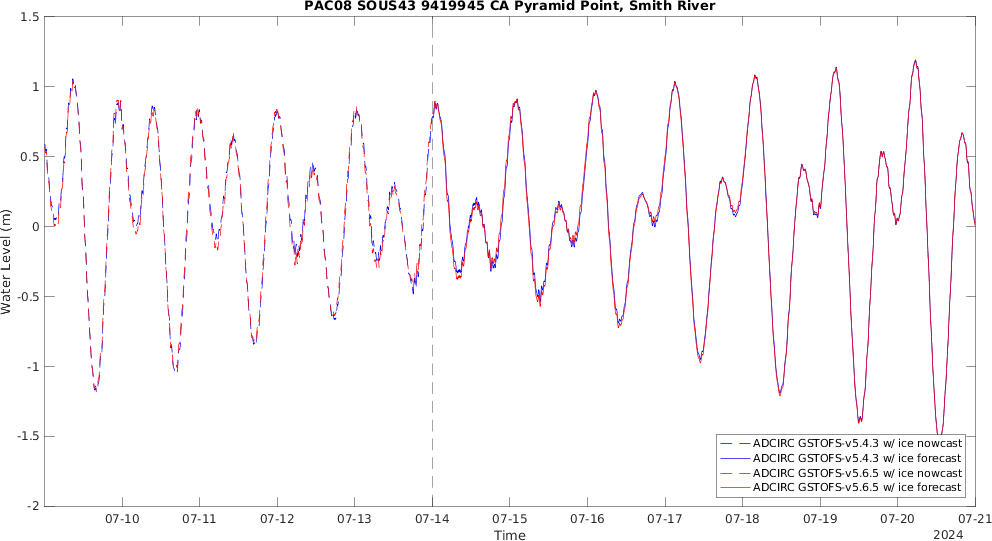 PAC08 SOUS43 9419945 CA Pyramid Point, Smith River
1.5
1
0.5
0
-0.5
-1
-1.5
-2
Water Level (m)
ADCIRC GSTOFS-v5.4.3 w/ ice nowcast
ADCIRC GSTOFS-v5.4.3 w/ ice forecast
ADCIRC GSTOFS-v5.6.5 w/ ice nowcast
ADCIRC GSTOFS-v5.6.5 w/ ice forecast
07-10 07-11 07-12 07-13 07-14 07-15 07-16 07-17 07-18 07-19 07-20 07-21
Time
2024